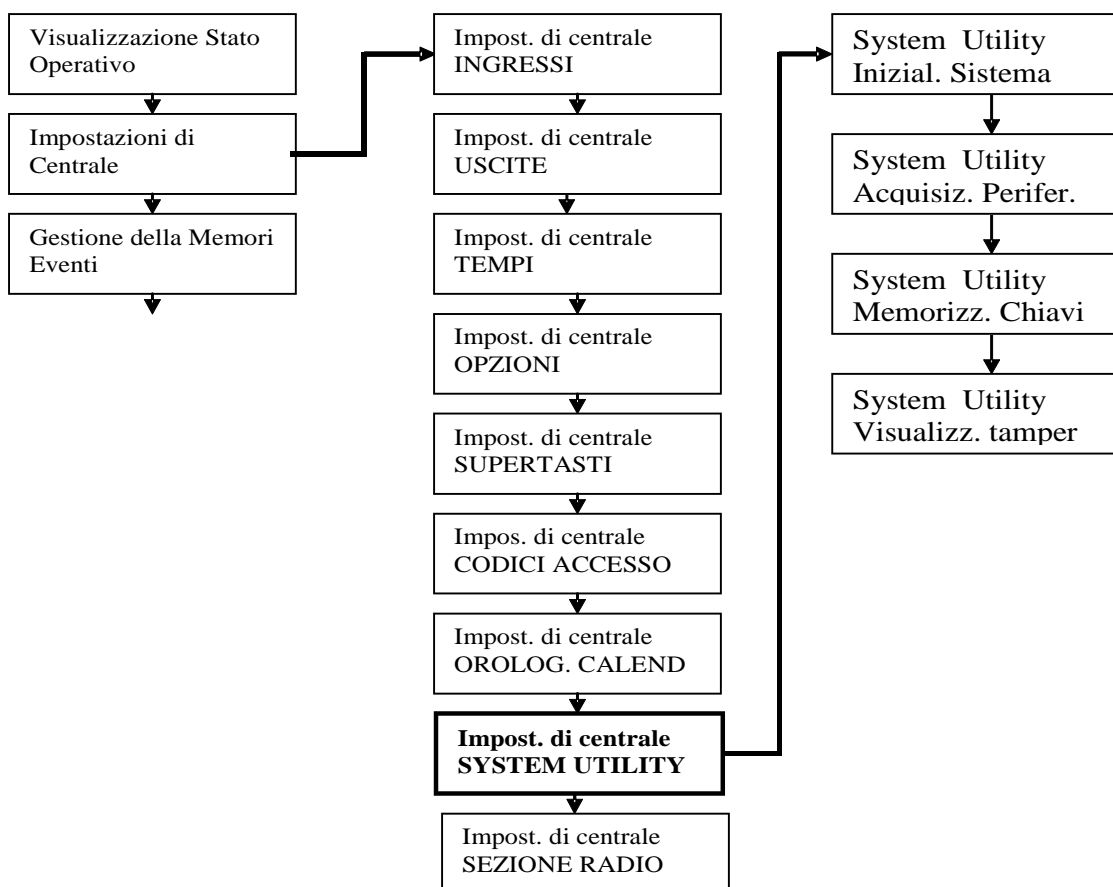 Visualizzazione Stato
Operativo
Impostazioni di
Centrale
Gestione della Memori
Eventi
Impost. di centrale
INGRESSI
Impost. di centrale
USCITE
Impost. di centrale
TEMPI
Impost. di centrale
OPZIONI
Impost. di centrale
SUPERTASTI
Impos. di centrale
CODICI ACCESSO
Impost. di centrale
OROLOG. CALEND
Impost. di centrale
SYSTEM UTILITY
Impost. di centrale
SEZIONE RADIO
System Utility
Inizial. Sistema
System Utility
Acquisiz. Perifer.
System Utility
Memorizz. Chiavi
System Utility
Visualizz. tamper